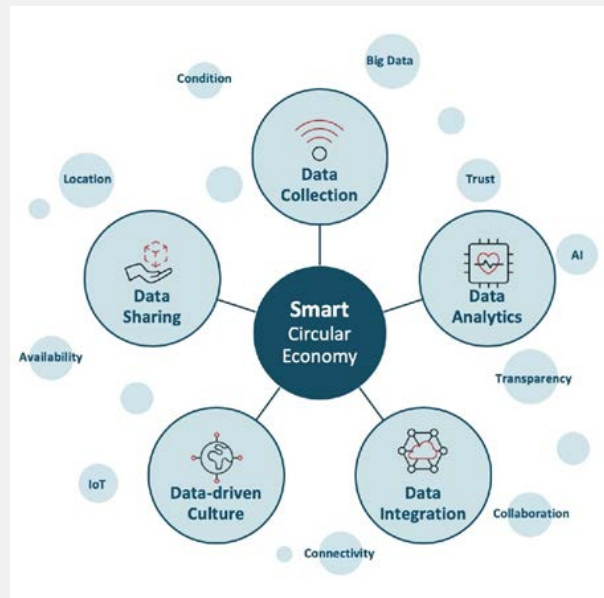 Big Data
Condition
Data
Collection
Location
Trust
Data
Sharing
AI
Data
Analytics
Smart
Circular
Economy
Availability
Transparency
IoT
Data-driven
Culture
Data
Integration
Collaboration
Connectivity